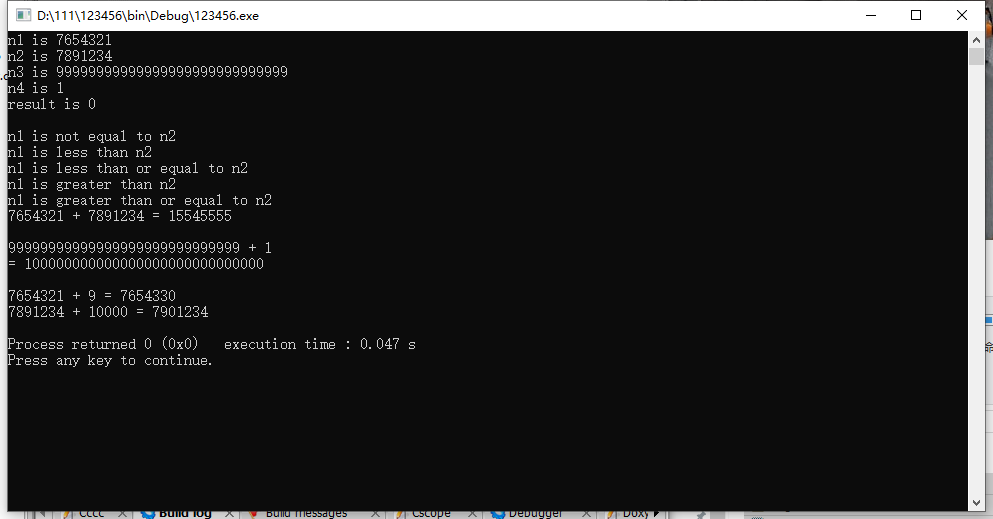 D:\111\123456\bin\Debug\123456.exe
n1 is 7654321
n2 is 7891234
n3 is 99999999999999999999999999999
n4 is 1
result is 0
n1 is not equal to n2
n1 is less than n2
n1 is less than or equal to n2
n1 is greater than n2
n1 is greater than or equal to n2
7654321 + 7891234 = 15545555
99999999999999999999999999999 + 1
= 100000000000000000000000000000
7654321 + 9 = 7654330
7891234 + 10000 = 7901234
Process returned 0 (0x0)   execution time : 0.047 s
Press any key to continue.
Cccc Build log Build messages Cscope Debugger Doxy